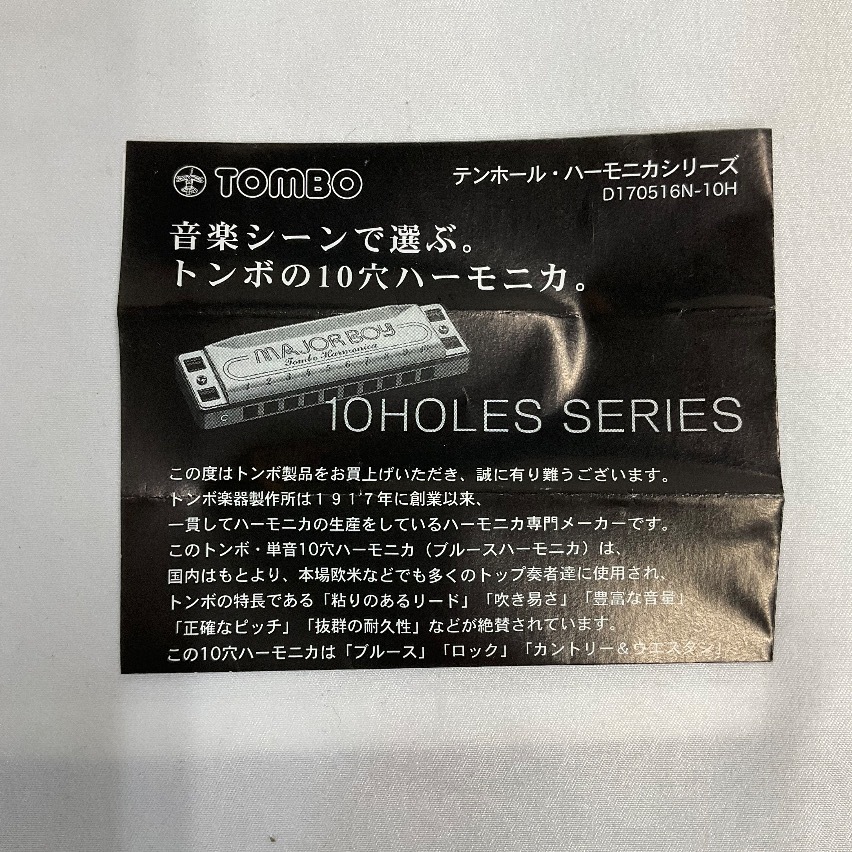 TOMBO
テンホール・ハーモニカシリーズ
D170516N-10H
音楽シーンで選ぶ。
トンボの10穴ハーモニカ。
MAJOR BOY
Tombo Harmonica
1 2 3 4 5 6
C
10HOLES SERIES
この度はトンボ製品をお買上げいただき、誠に有り難うございます。
トンボ楽器製作所は1917年に創業以来、
一貫してハーモニカの生産をしているハーモニカ専門メーカーです。
このトンボ・単音10穴ハーモニカ（ブルースハーモニカ）は、
国内はもとより、本場欧米などでも多くのトップ奏者達に使用され、
トンボの特長である「粘りのあるリード」「吹き易さ」「豊富な音量」
「正確なピッチ」「抜群の耐久性」などが絶賛されています。
この10穴ハーモニカは「ブルース」「ロック」「カントリー＆ウエスタン」